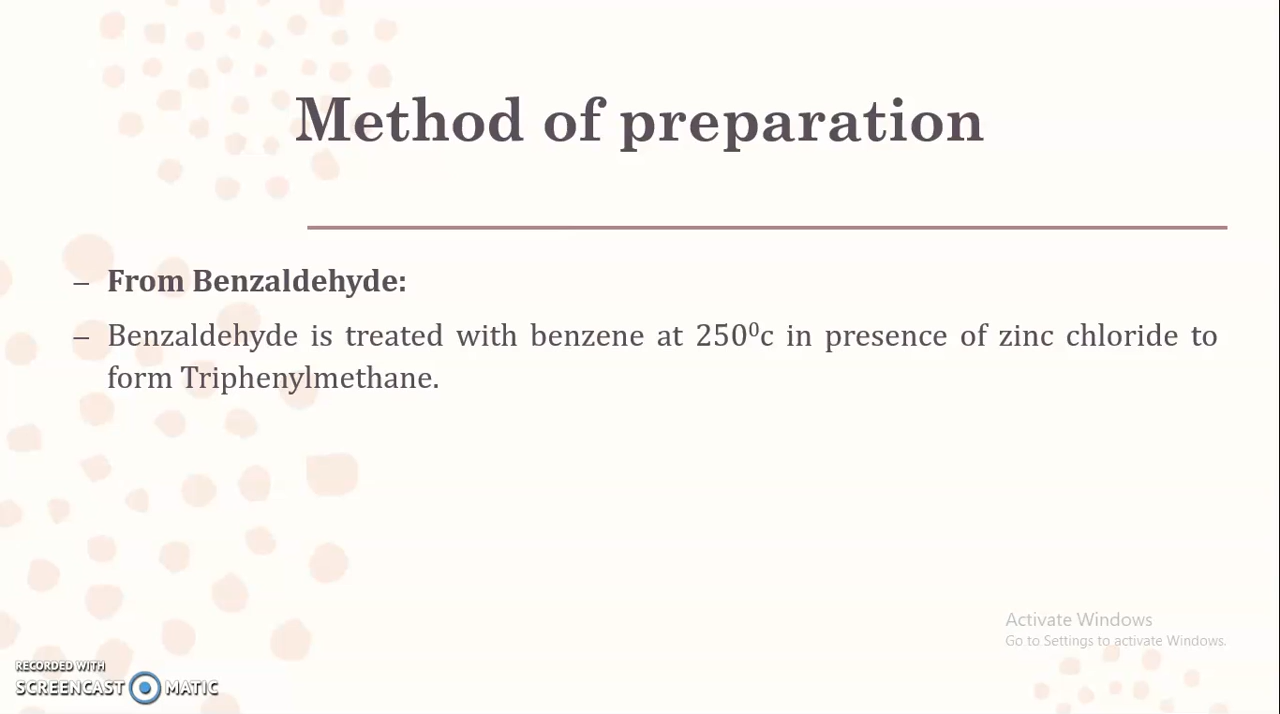 Method of preparation
– From Benzaldehyde:
– Benzaldehyde is treated with benzene at 250⁰c in presence of zinc chloride to
form Triphenylmethane.
Activate Windows
Go to Settings to activate Windows.
RECORDED WITH
SCREENCAST MATIC